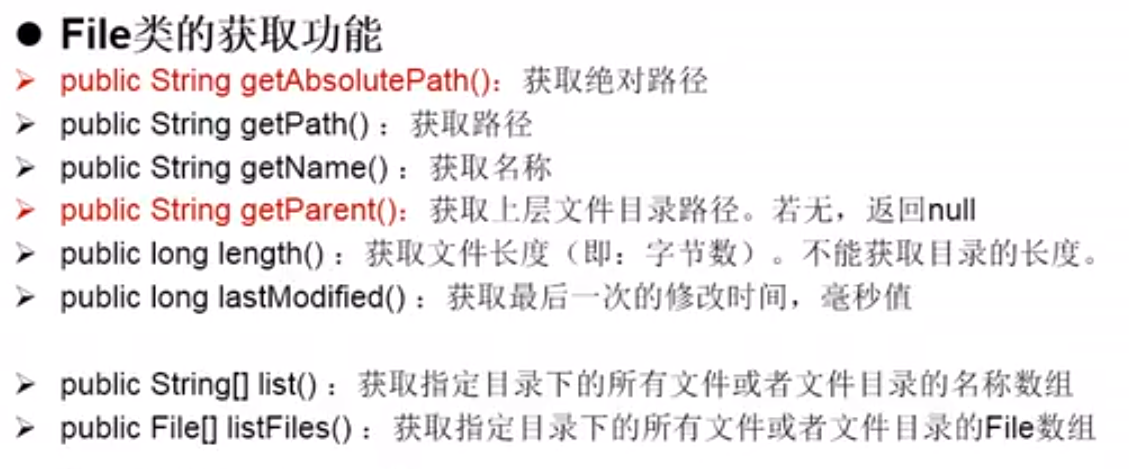 ● File类的获取功能
➢ public String getAbsolutePath()：获取绝对路径
➢ public String getPath() ：获取路径
➢ public String getName() ：获取名称
➢ public String getParent()：获取上层文件目录路径。若无，返回null
➢ public long length() ：获取文件长度（即：字节数）。不能获取目录的长度。
➢ public long lastModified() ：获取最后一次的修改时间，毫秒值
➢ public String[] list() ：获取指定目录下的所有文件或者文件目录的名称数组
➢ public File[] listFiles() ：获取指定目录下的所有文件或者文件目录的File数组